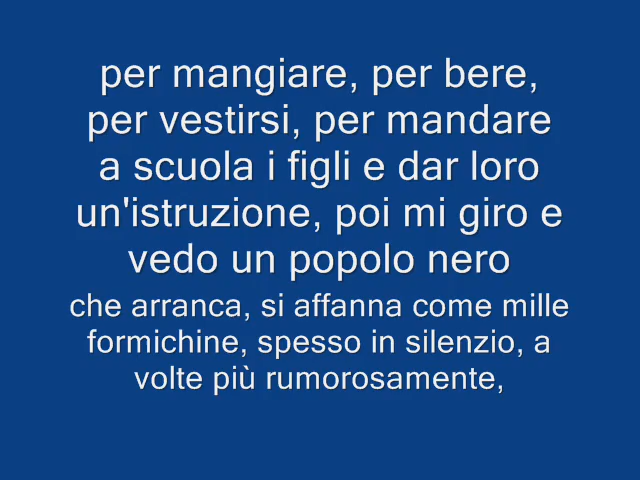 per mangiare, per bere,
per vestirsi, per mandare
a scuola i figli e dar loro
un'istruzione, poi mi giro e
vedo un popolo nero
che arranca, si affanna come mille
formichine, spesso in silenzio, a
volte più rumorosamente,